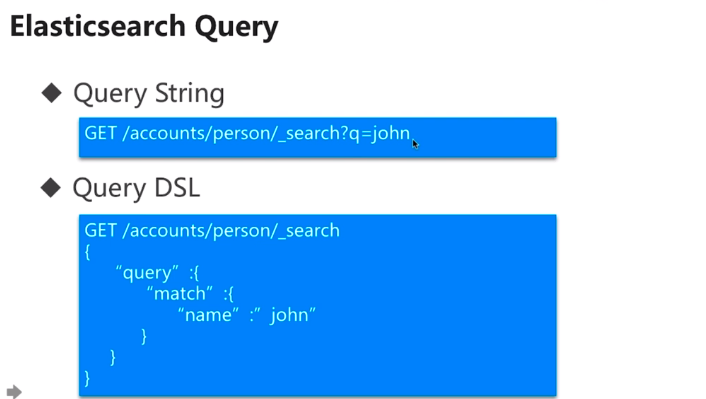 Elasticsearch Query
◆ Query String
GET /accounts/person/_search?q=john
◆ Query DSL
GET /accounts/person/_search
{
“query” :{
“match” :{
“name” :” john”
}
}
}